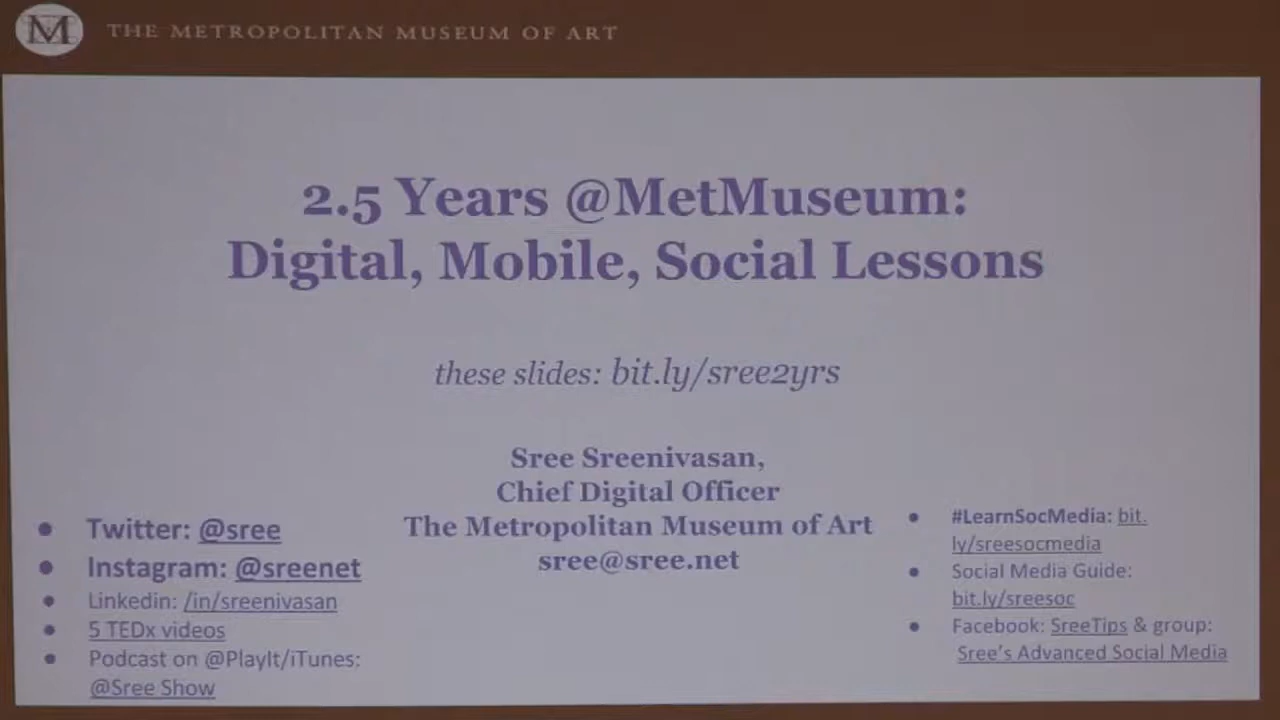 M
THE METROPOLITAN MUSEUM OF ART
2.5 Years @MetMuseum:
Digital, Mobile, Social Lessons
these slides: bit.ly/sree2yrs
Sree Sreenivasan,
Chief Digital Officer
The Metropolitan Museum of Art
sree@sree.net
Twitter: @sree
Instagram: @sreenet
Linkedin: /in/sreenivasan
5 TEDx videos
Podcast on @PlayIt/iTunes:
@Sree Show
#LearnSocMedia: bit.
ly/sreesocmedia
Social Media Guide:
bit.ly/sreesoc
Facebook: SreeTips & group:
Sree's Advanced Social Media